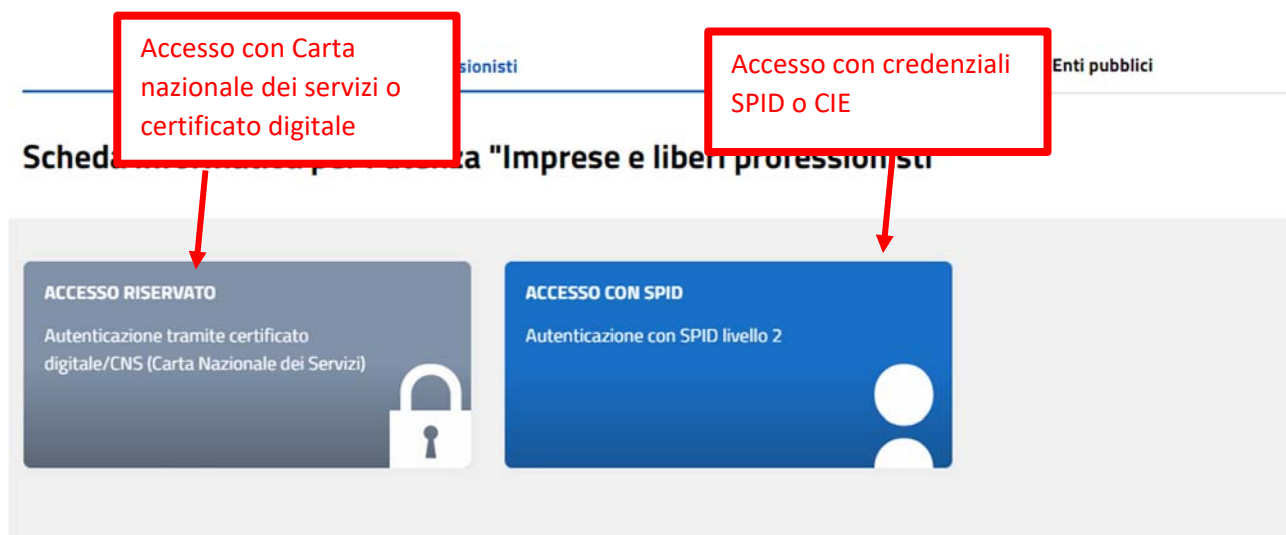 Accesso con Carta
nazionale dei servizi o
certificato digitale
sionisti
Accesso con credenziali
SPID o CIE
Enti pubblici
Scheda "Imprese e liberi professionisti"
ACCESSO RISERVATO
Autenticazione tramite certificato
digitale/CNS (Carta Nazionale dei Servizi)
ACCESSO CON SPID
Autenticazione con SPID livello 2